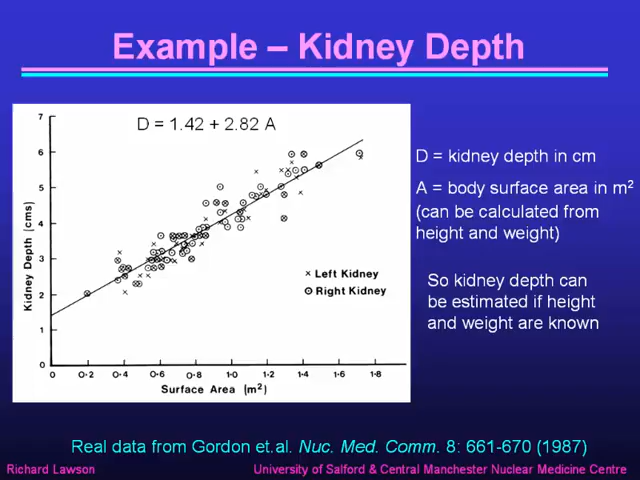 Example – Kidney Depth
D = 1.42 + 2.82 A
7
6
5
4
3
2
1
0
Kidney Depth (cms)
× Left Kidney
⊙ Right Kidney
0 0·2 0·4 0·6 0·8 1·0 1·2 1·4 1·6 1·8
Surface Area (m²)
D = kidney depth in cm
A = body surface area in m²
(can be calculated from
height and weight)
So kidney depth can
be estimated if height
and weight are known
Real data from Gordon et.al. Nuc. Med. Comm. 8: 661-670 (1987)
Richard Lawson
University of Salford & Central Manchester Nuclear Medicine Centre